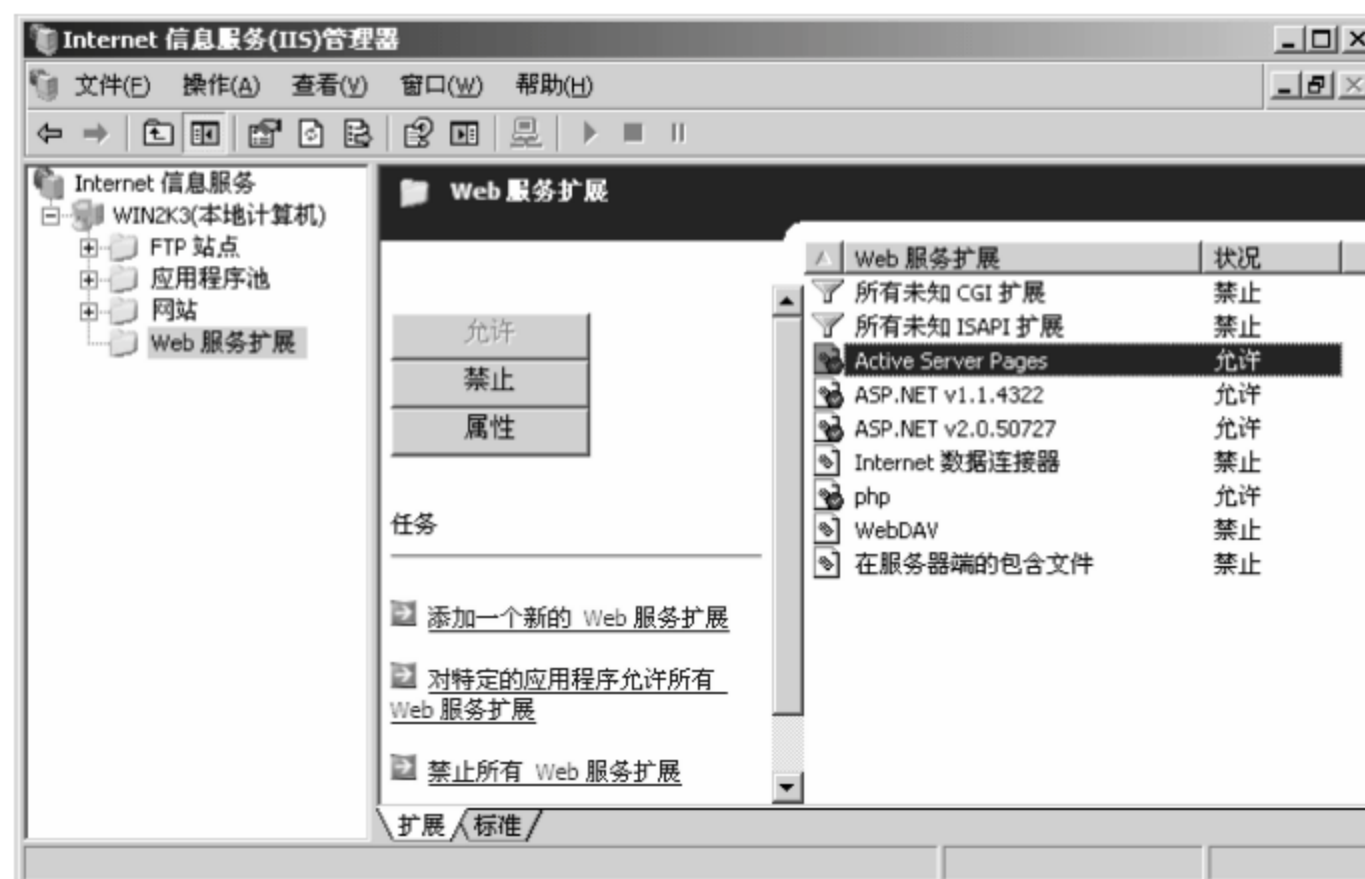 Internet 信息服务(IIS)管理器
文件(F) 操作(A) 查看(V) 窗口(W) 帮助(H)
Internet 信息服务
WIN2K3(本地计算机)
FTP 站点
应用程序池
网站
Web 服务扩展
Web 服务扩展
允许
禁止
属性
任务
添加一个新的 Web 服务扩展
对特定的应用程序允许所有
Web 服务扩展
禁止所有 Web 服务扩展
Web 服务扩展 状况
所有未知 CGI 扩展 禁止
所有未知 ISAPI 扩展 禁止
Active Server Pages 允许
ASP.NET v1.1.4322 允许
ASP.NET v2.0.50727 允许
Internet 数据连接器 禁止
php 允许
WebDAV 禁止
在服务器端的包含文件 禁止
扩展 标准